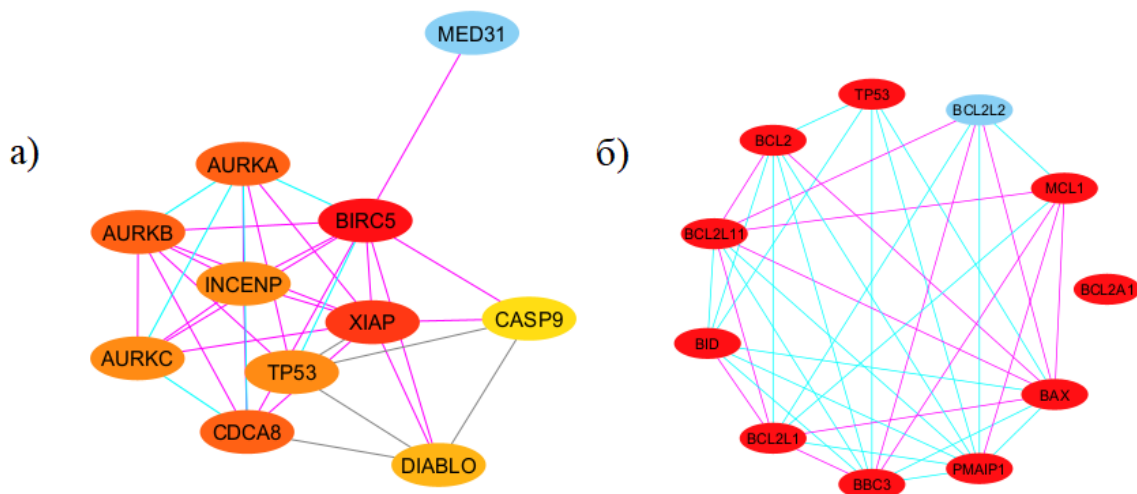 а)
MED31
AURKA
BIRC5
AURKB
INCENP
XIAP
CASP9
AURKC
TP53
CDCA8
DIABLO
б)
TP53
BCL2L2
BCL2
MCL1
BCL2L11
BCL2A1
BID
BAX
BCL2L1
PMAIP1
BBC3